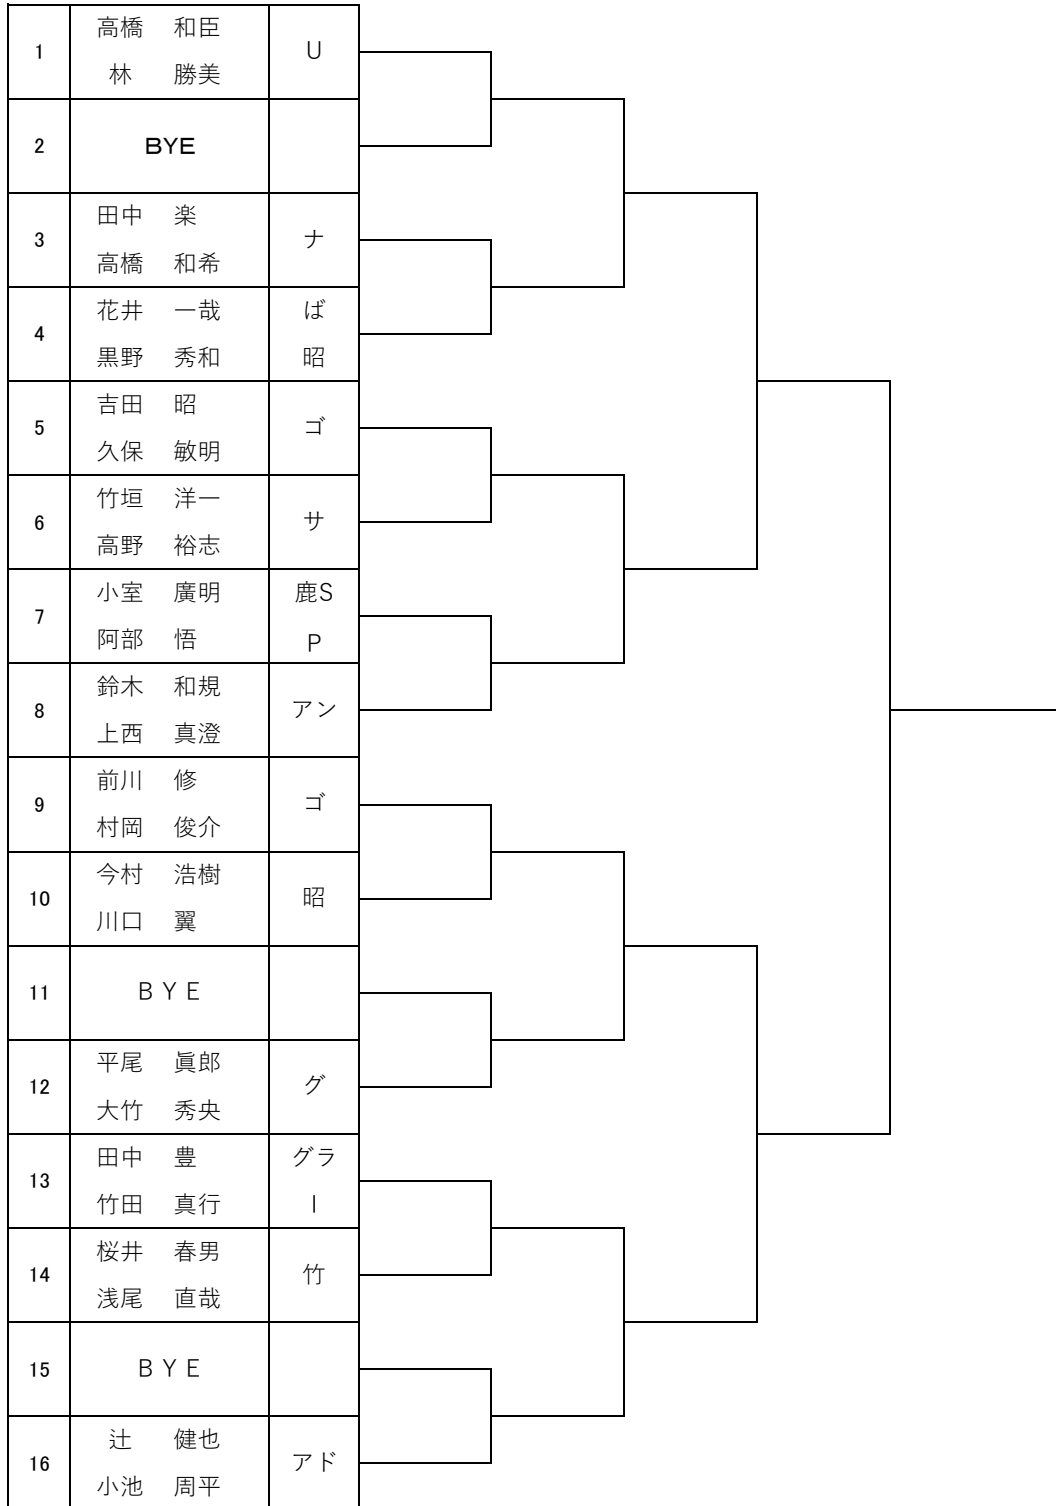 1 高橋 和臣 U
林 勝美
2 BYE
3 田中 楽 ナ
高橋 和希
4 花井 一哉 ば
黒野 秀和 昭
5 吉田 昭 ゴ
久保 敏明
6 竹垣 洋一 サ
高野 裕志
7 小室 廣明 鹿S
阿部 悟 P
8 鈴木 和規 アン
上西 真澄
9 前川 修 ゴ
村岡 俊介
10 今村 浩樹 昭
川口 翼
11 ＢＹＥ
12 平尾 眞郎 グ
大竹 秀央
13 田中 豊 グラ
竹田 真行 I
14 桜井 春男 竹
浅尾 直哉
15 ＢＹＥ
16 辻 健也 アド
小池 周平